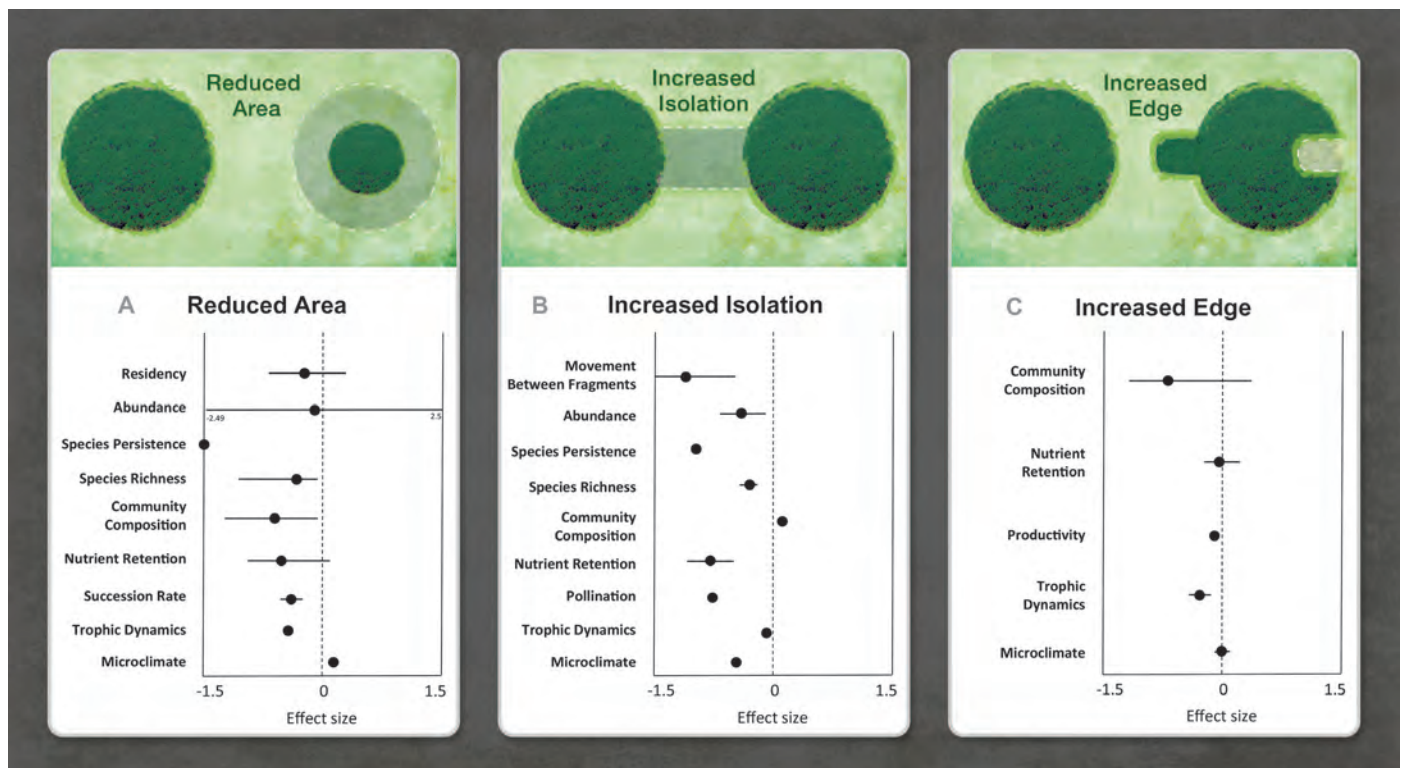 Reduced
Area
Increased
Isolation
Increased
Edge
A Reduced Area
Residency
Abundance
-2.49 2.5
Species Persistence
Species Richness
Community
Composition
Nutrient Retention
Succession Rate
Trophic Dynamics
Microclimate
-1.5 0 1.5
Effect size
B Increased Isolation
Movement
Between Fragments
Abundance
Species Persistence
Species Richness
Community
Composition
Nutrient Retention
Pollination
Trophic Dynamics
Microclimate
-1.5 0 1.5
Effect size
C Increased Edge
Community
Composition
Nutrient
Retention
Productivity
Trophic
Dynamics
Microclimate
-1.5 0 1.5
Effect size